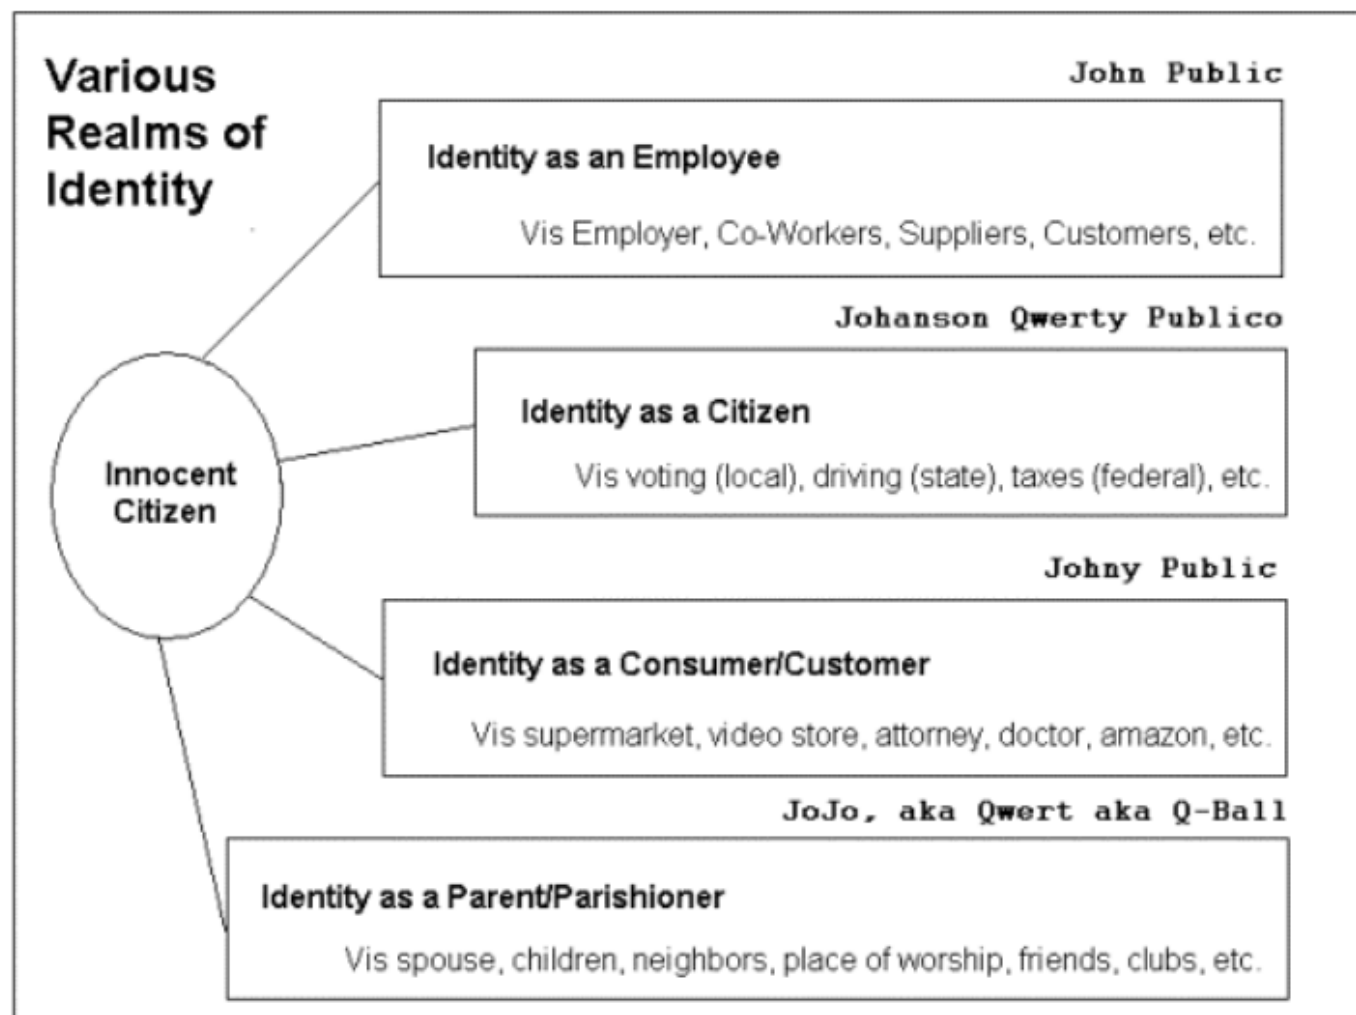 Various
Realms of
Identity
John Public
Identity as an Employee
Vis Employer, Co-Workers, Suppliers, Customers, etc.
Johanson Qwerty Publico
Identity as a Citizen
Vis voting (local), driving (state), taxes (federal), etc.
Innocent
Citizen
Johny Public
Identity as a Consumer/Customer
Vis supermarket, video store, attorney, doctor, amazon, etc.
JoJo, aka Qwert aka Q-Ball
Identity as a Parent/Parishioner
Vis spouse, children, neighbors, place of worship, friends, clubs, etc.